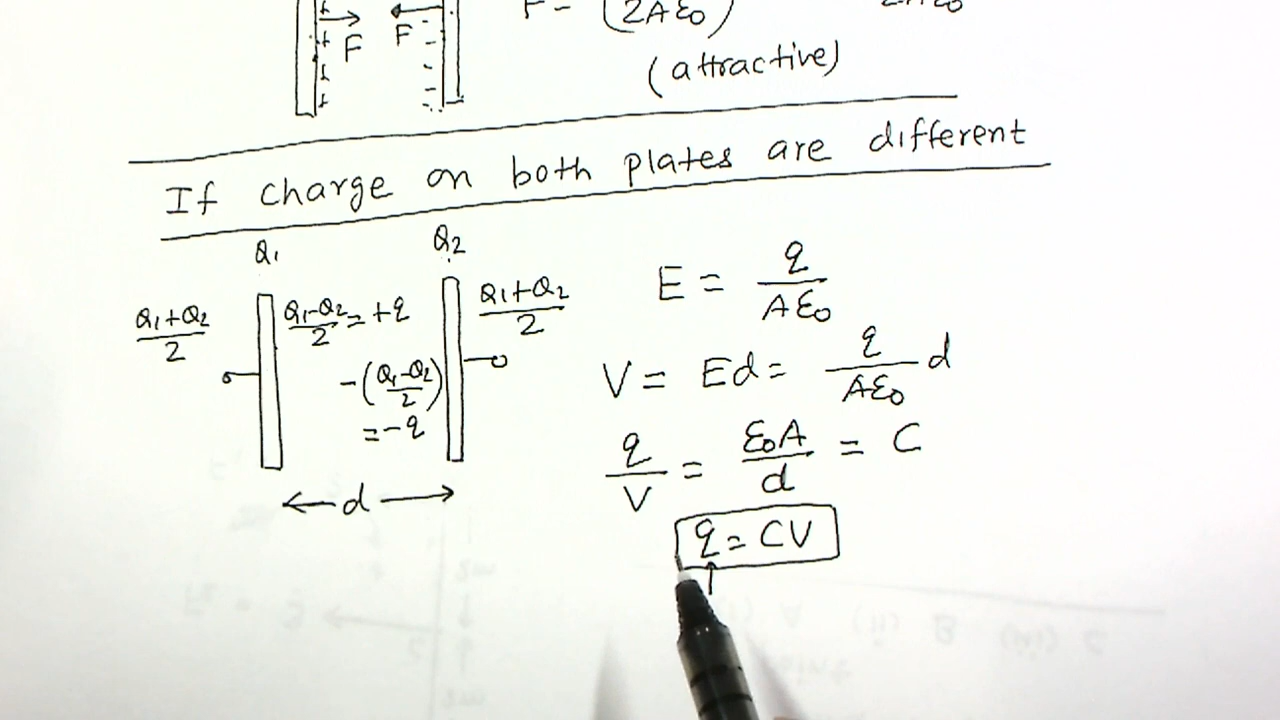 F F
(2Aε₀)
(attractive)
If charge on both plates are different
Q₁ Q₂
Q₁+Q₂/2
Q₁-Q₂/2 = +q
Q₁+Q₂/2
-(Q₁-Q₂/2)
= -q
d
E = q/Aε₀
V = Ed = q/Aε₀ d
q/V = ε₀A/d = C
q = CV